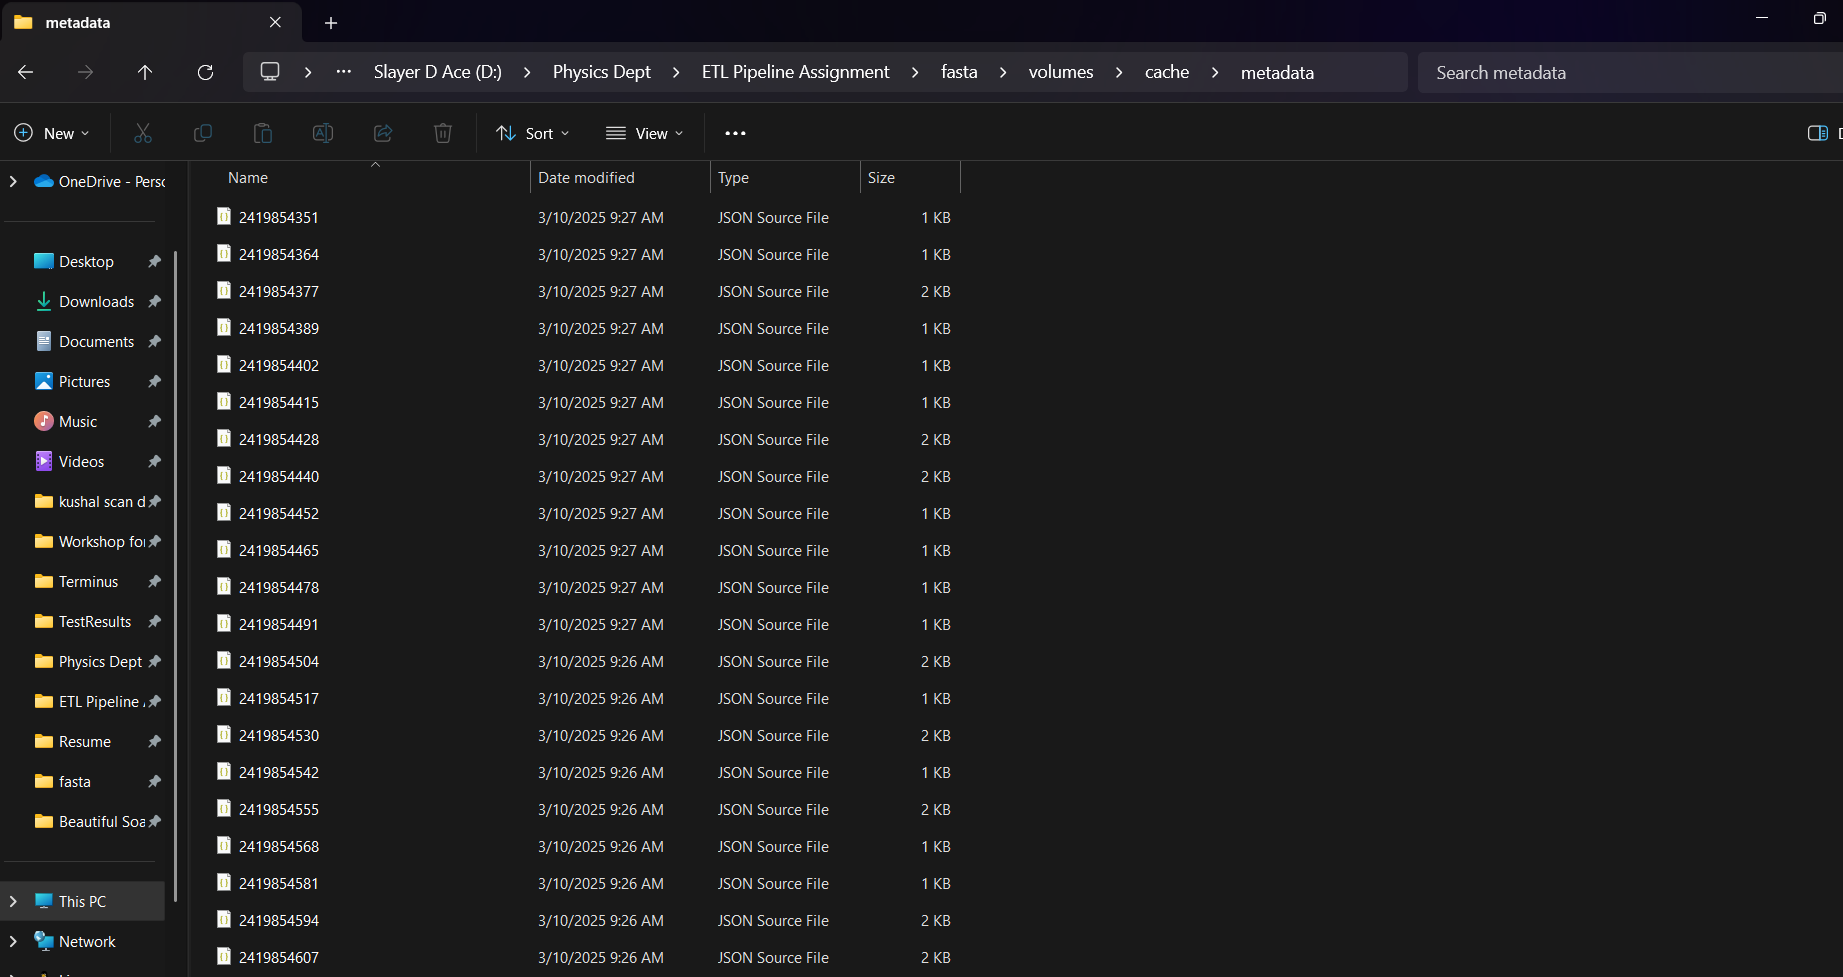 metadata
Slayer D Ace (D:) > Physics Dept > ETL Pipeline Assignment > fasta > volumes > cache > metadata
Search metadata
New
Sort
View
Name Date modified Type Size
OneDrive - Pers
Desktop
Downloads
Documents
Pictures
Music
Videos
kushal scan d
Workshop for
Terminus
TestResults
Physics Dept
ETL Pipeline
Resume
fasta
Beautiful Soa
This PC
Network
2419854351 3/10/2025 9:27 AM JSON Source File 1 KB
2419854364 3/10/2025 9:27 AM JSON Source File 1 KB
2419854377 3/10/2025 9:27 AM JSON Source File 2 KB
2419854389 3/10/2025 9:27 AM JSON Source File 1 KB
2419854402 3/10/2025 9:27 AM JSON Source File 1 KB
2419854415 3/10/2025 9:27 AM JSON Source File 1 KB
2419854428 3/10/2025 9:27 AM JSON Source File 2 KB
2419854440 3/10/2025 9:27 AM JSON Source File 2 KB
2419854452 3/10/2025 9:27 AM JSON Source File 1 KB
2419854465 3/10/2025 9:27 AM JSON Source File 1 KB
2419854478 3/10/2025 9:27 AM JSON Source File 1 KB
2419854491 3/10/2025 9:27 AM JSON Source File 1 KB
2419854504 3/10/2025 9:26 AM JSON Source File 2 KB
2419854517 3/10/2025 9:26 AM JSON Source File 1 KB
2419854530 3/10/2025 9:26 AM JSON Source File 2 KB
2419854542 3/10/2025 9:26 AM JSON Source File 1 KB
2419854555 3/10/2025 9:26 AM JSON Source File 2 KB
2419854568 3/10/2025 9:26 AM JSON Source File 1 KB
2419854581 3/10/2025 9:26 AM JSON Source File 1 KB
2419854594 3/10/2025 9:26 AM JSON Source File 2 KB
2419854607 3/10/2025 9:26 AM JSON Source File 2 KB